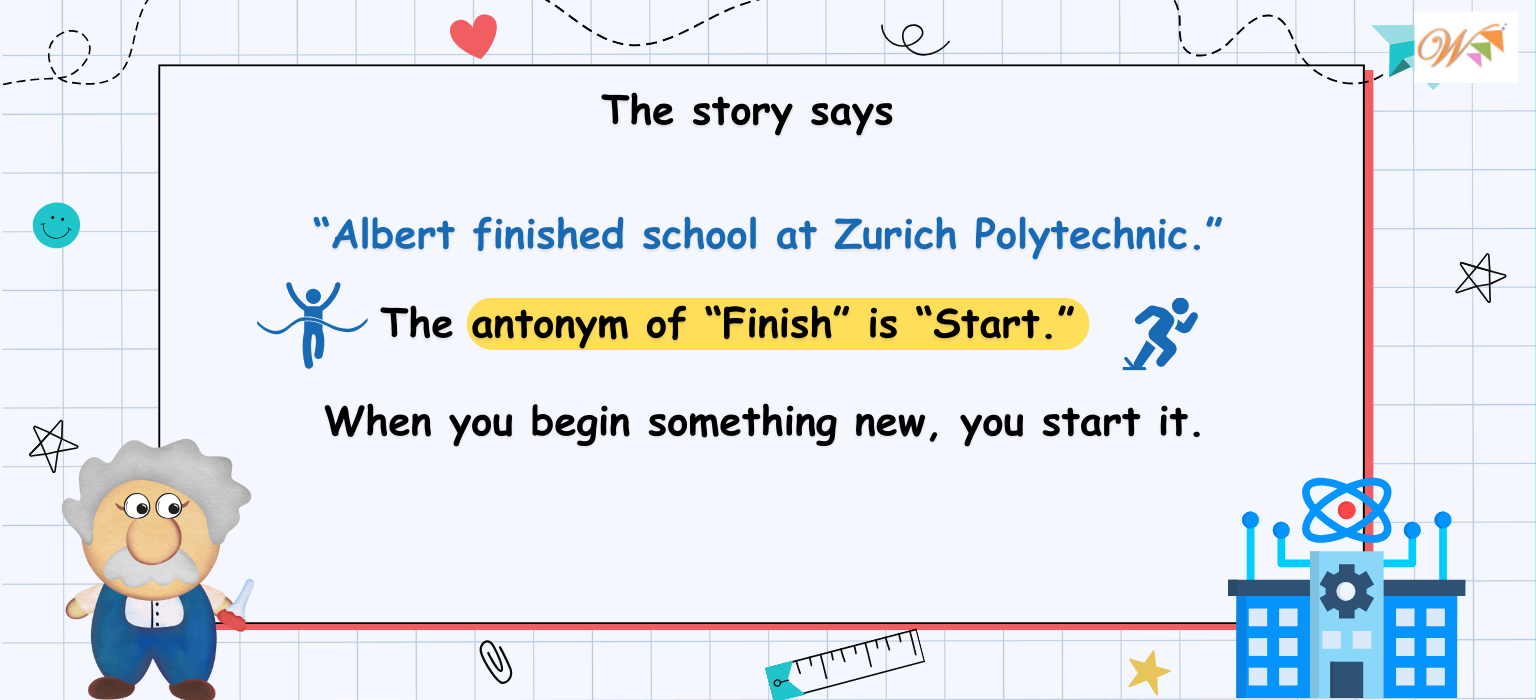 W
The story says
“Albert finished school at Zurich Polytechnic.”
The antonym of “Finish” is “Start.”
When you begin something new, you start it.